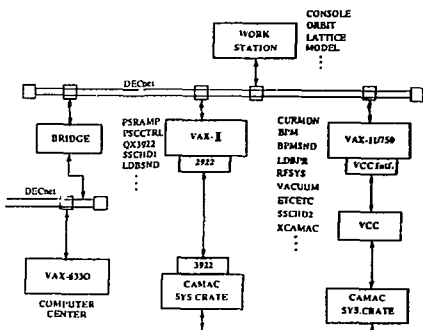 WORK
STATION
CONSOLE
ORBIT
LATTICE
MODEL
DECnet
BRIDGE
PSRAMP
PSCCTRL
QX3922
SSCHD1
LDBSND
VAX-II
2922
CURMON
BPM
BPMSND
LDBPR
RFSYS
VACUUM
ETCETC
SSCHD2
XCAMAC
VAX-11/750
VCC Intf.
DECnet
VCC
VAX-6330
COMPUTER
CENTER
3922
CAMAC
SYS.CRATE
CAMAC
SYS.CRATE